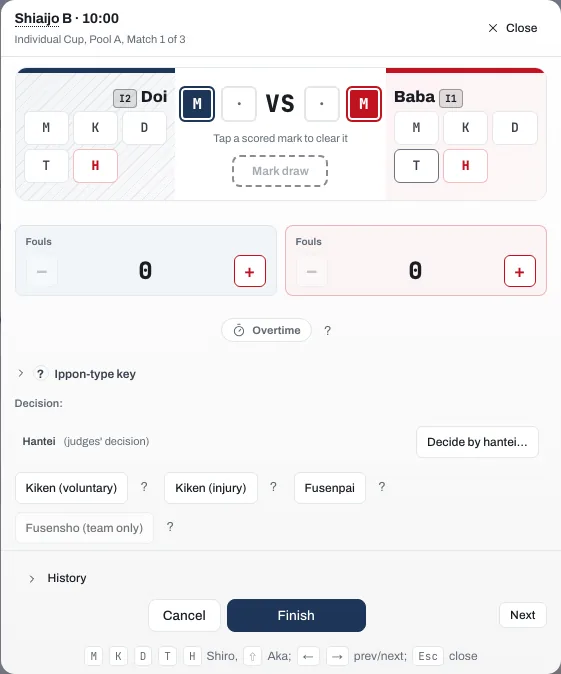 Shiaijo B · 10:00
Close
Individual Cup, Pool A, Match 1 of 3
I2 Doi
M · VS · M
Baba I1
M K D
T H
Tap a scored mark to clear it
Mark draw
M K D
T H
Fouls
− 0 +
Fouls
− 0 +
Overtime ?
? Ippon-type key
Decision:
Hantei (judges' decision)
Decide by hantei...
Kiken (voluntary) ? Kiken (injury) ? Fusenpai ?
Fusensho (team only) ?
History
Cancel Finish Next
M K D T H Shiro, ⇧ Aka; ← → prev/next; Esc close